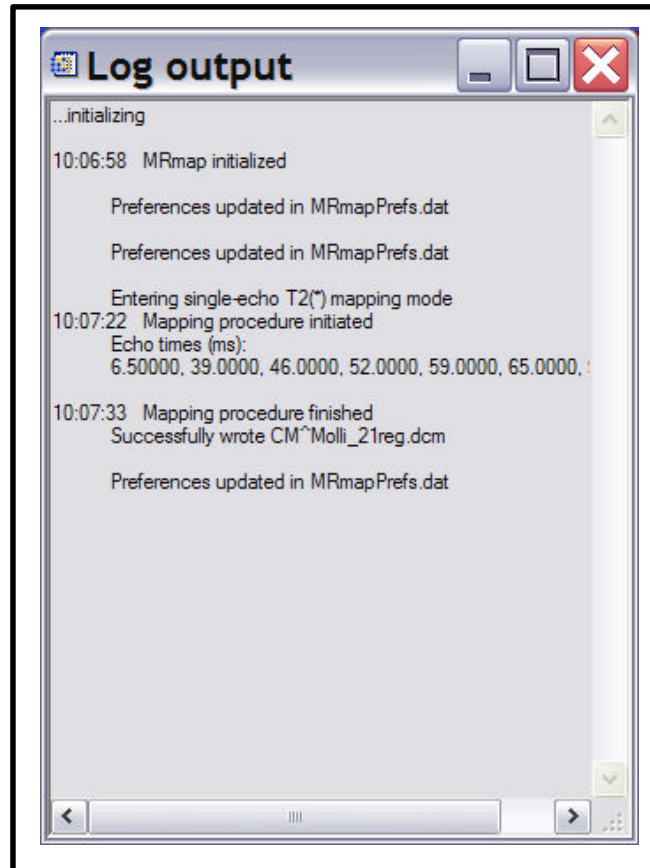 Log output
...initializing
10:06:58 MRmap initialized
Preferences updated in MRmapPrefs.dat
Preferences updated in MRmapPrefs.dat
Entering single-echo T2(*) mapping mode
10:07:22 Mapping procedure initiated
Echo times (ms):
6.50000, 39.0000, 46.0000, 52.0000, 59.0000, 65.0000,
10:07:33 Mapping procedure finished
Successfully wrote CM^Molli_21reg.dcm
Preferences updated in MRmapPrefs.dat